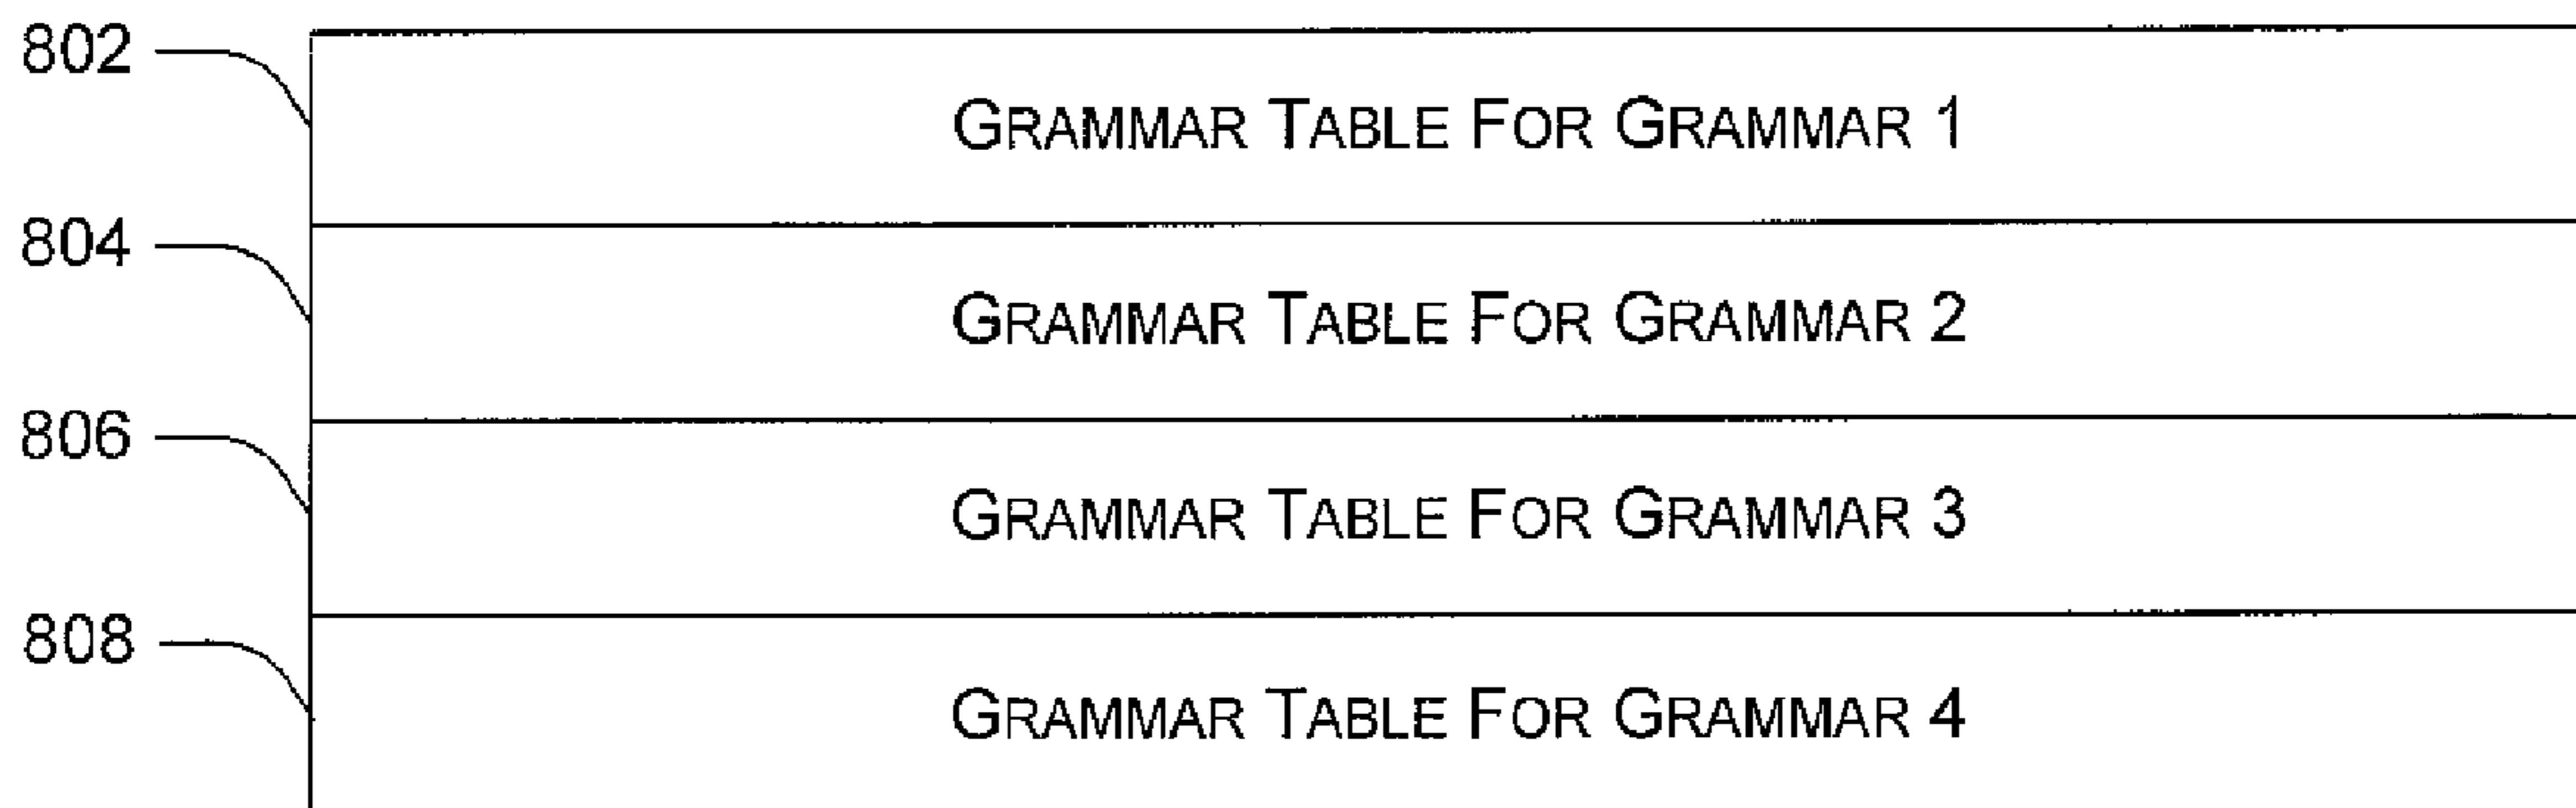 802
GRAMMAR TABLE FOR GRAMMAR 1
804
GRAMMAR TABLE FOR GRAMMAR 2
806
GRAMMAR TABLE FOR GRAMMAR 3
808
GRAMMAR TABLE FOR GRAMMAR 4